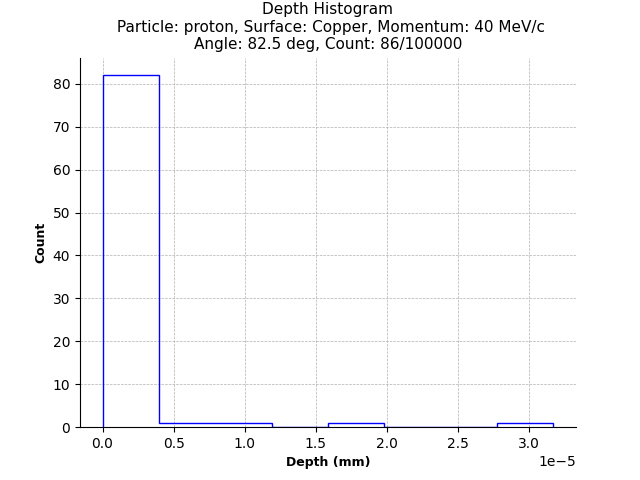 Depth Histogram
Particle: proton, Surface: Copper, Momentum: 40 MeV/c
Angle: 82.5 deg, Count: 86/100000
80
70
60
50
40
30
20
10
0
Count
0.0 0.5 1.0 1.5 2.0 2.5 3.0
1e−5
Depth (mm)